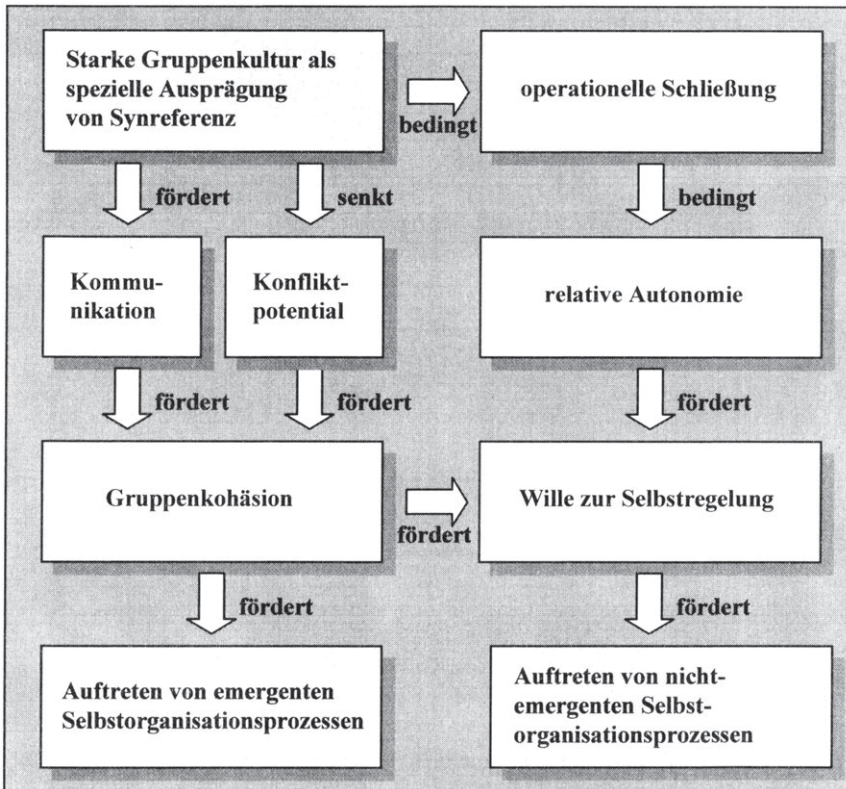 Starke Gruppenkultur als
spezielle Ausprägung
von Synreferenz
bedingt
operationelle Schließung
fördert
senkt
bedingt
Kommu-
nikation
Konflikt-
potential
relative Autonomie
fördert
fördert
fördert
Gruppenkohäsion
fördert
Wille zur Selbstregelung
fördert
fördert
Auftreten von emergenten
Selbstorganisationsprozessen
Auftreten von nicht-
emergenten Selbst-
organisationsprozessen